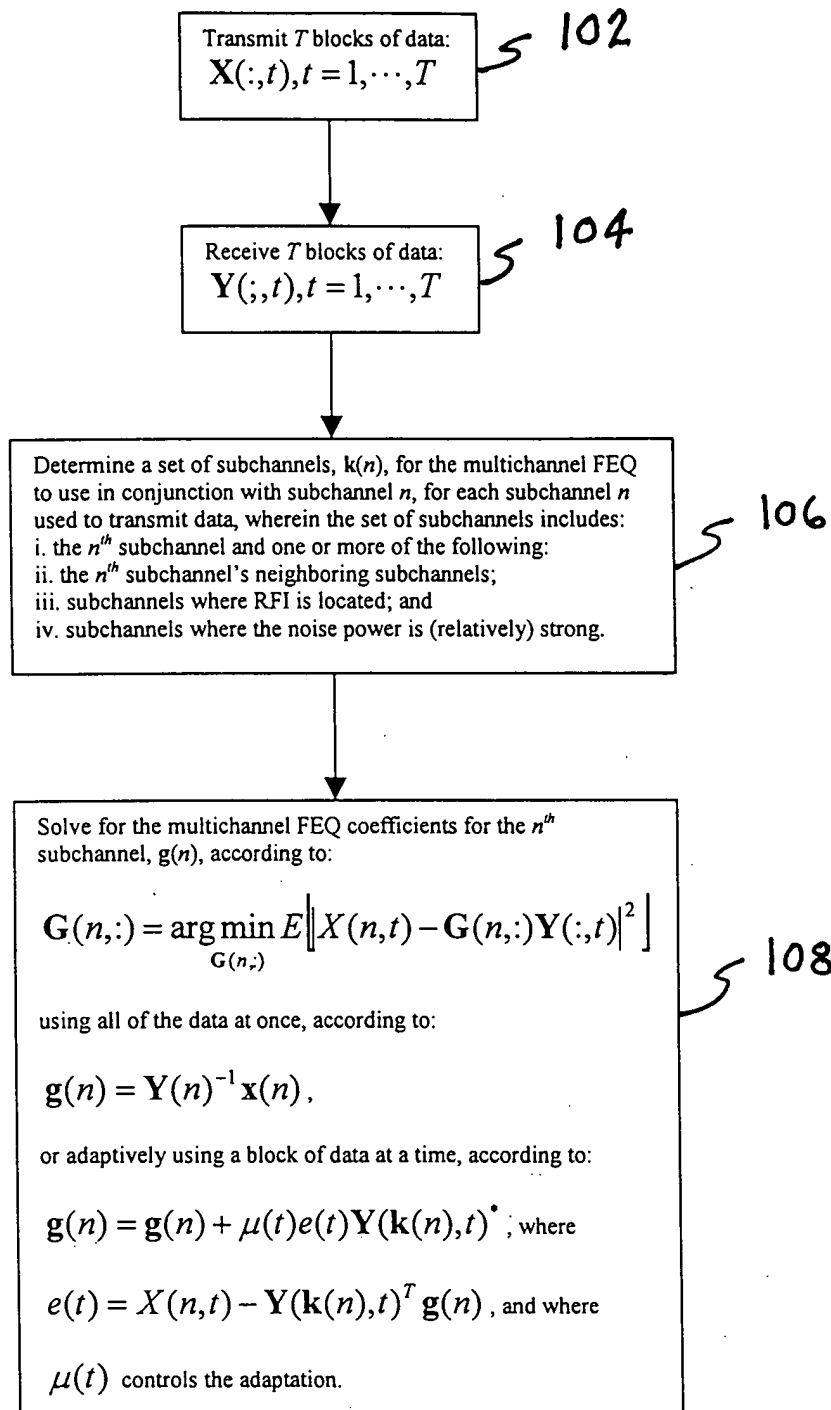 Transmit T blocks of data:
X(:,t),t = 1,⋯,T
102
Receive T blocks of data:
Y(;,t),t = 1,⋯,T
104
Determine a set of subchannels, k(n), for the multichannel FEQ
to use in conjunction with subchannel n, for each subchannel n
used to transmit data, wherein the set of subchannels includes:
i. the nth subchannel and one or more of the following:
ii. the nth subchannel's neighboring subchannels;
iii. subchannels where RFI is located; and
iv. subchannels where the noise power is (relatively) strong.
106
Solve for the multichannel FEQ coefficients for the nth
subchannel, g(n), according to:
G(n,:) = arg min E⌊|X(n,t) − G(n,:)Y(:,t)|² ⌋
G(n,:)
using all of the data at once, according to:
g(n) = Y(n)⁻¹ x(n),
or adaptively using a block of data at a time, according to:
g(n) = g(n) + μ(t)e(t)Y(k(n),t)* , where
e(t) = X(n,t) − Y(k(n),t)ᵀ g(n) , and where
μ(t) controls the adaptation.
108